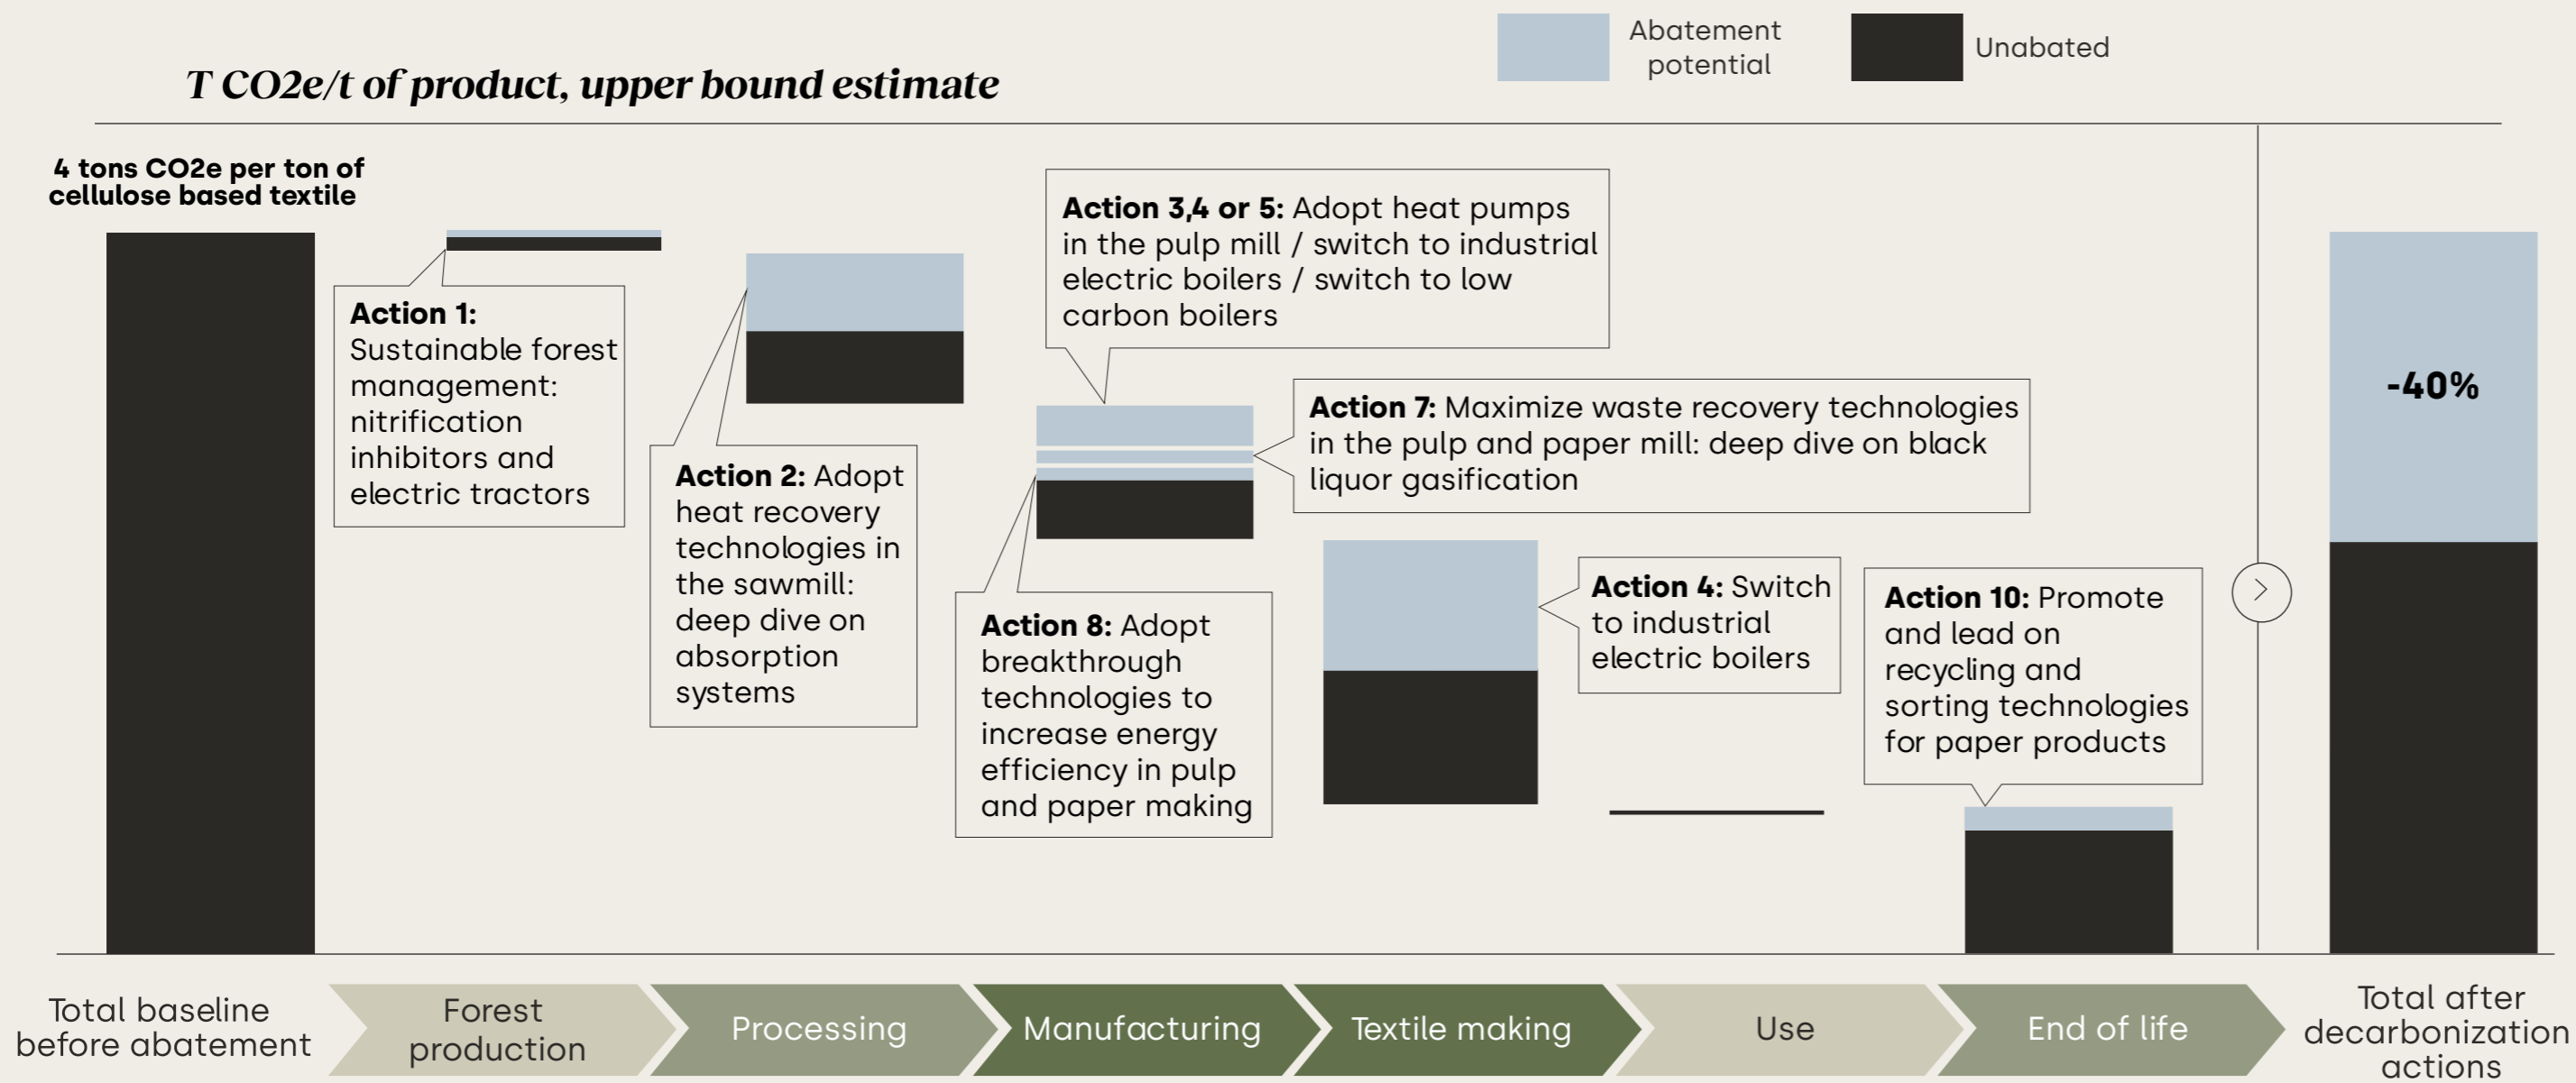 Abatement
potential
Unabated
T CO2e/t of product, upper bound estimate
4 tons CO2e per ton of
cellulose based textile
Action 1:
Sustainable forest
management:
nitrification
inhibitors and
electric tractors
Action 2: Adopt
heat recovery
technologies in
the sawmill:
deep dive on
absorption
systems
Action 3,4 or 5: Adopt heat pumps
in the pulp mill / switch to industrial
electric boilers / switch to low
carbon boilers
Action 7: Maximize waste recovery technologies
in the pulp and paper mill: deep dive on black
liquor gasification
Action 8: Adopt
breakthrough
technologies to
increase energy
efficiency in pulp
and paper making
Action 4: Switch
to industrial
electric boilers
Action 10: Promote
and lead on
recycling and
sorting technologies
for paper products
-40%
Total baseline
before abatement
Forest
production
Processing
Manufacturing
Textile making
Use
End of life
Total after
decarbonization
actions